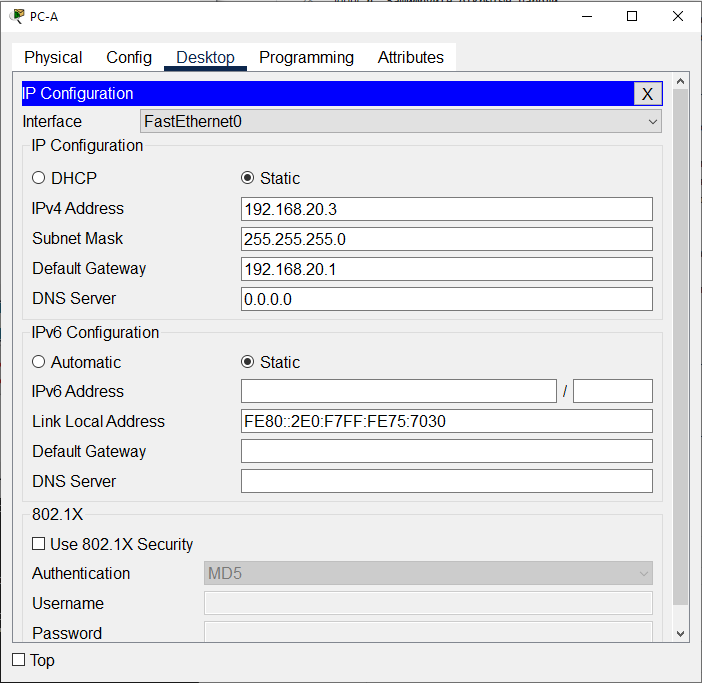 PC-A
Physical Config Desktop Programming Attributes
IP Configuration X
Interface FastEthernet0
IP Configuration
DHCP Static
IPv4 Address 192.168.20.3
Subnet Mask 255.255.255.0
Default Gateway 192.168.20.1
DNS Server 0.0.0.0
IPv6 Configuration
Automatic Static
IPv6 Address /
Link Local Address FE80::2E0:F7FF:FE75:7030
Default Gateway
DNS Server
802.1X
Use 802.1X Security
Authentication MD5
Username
Password
Top